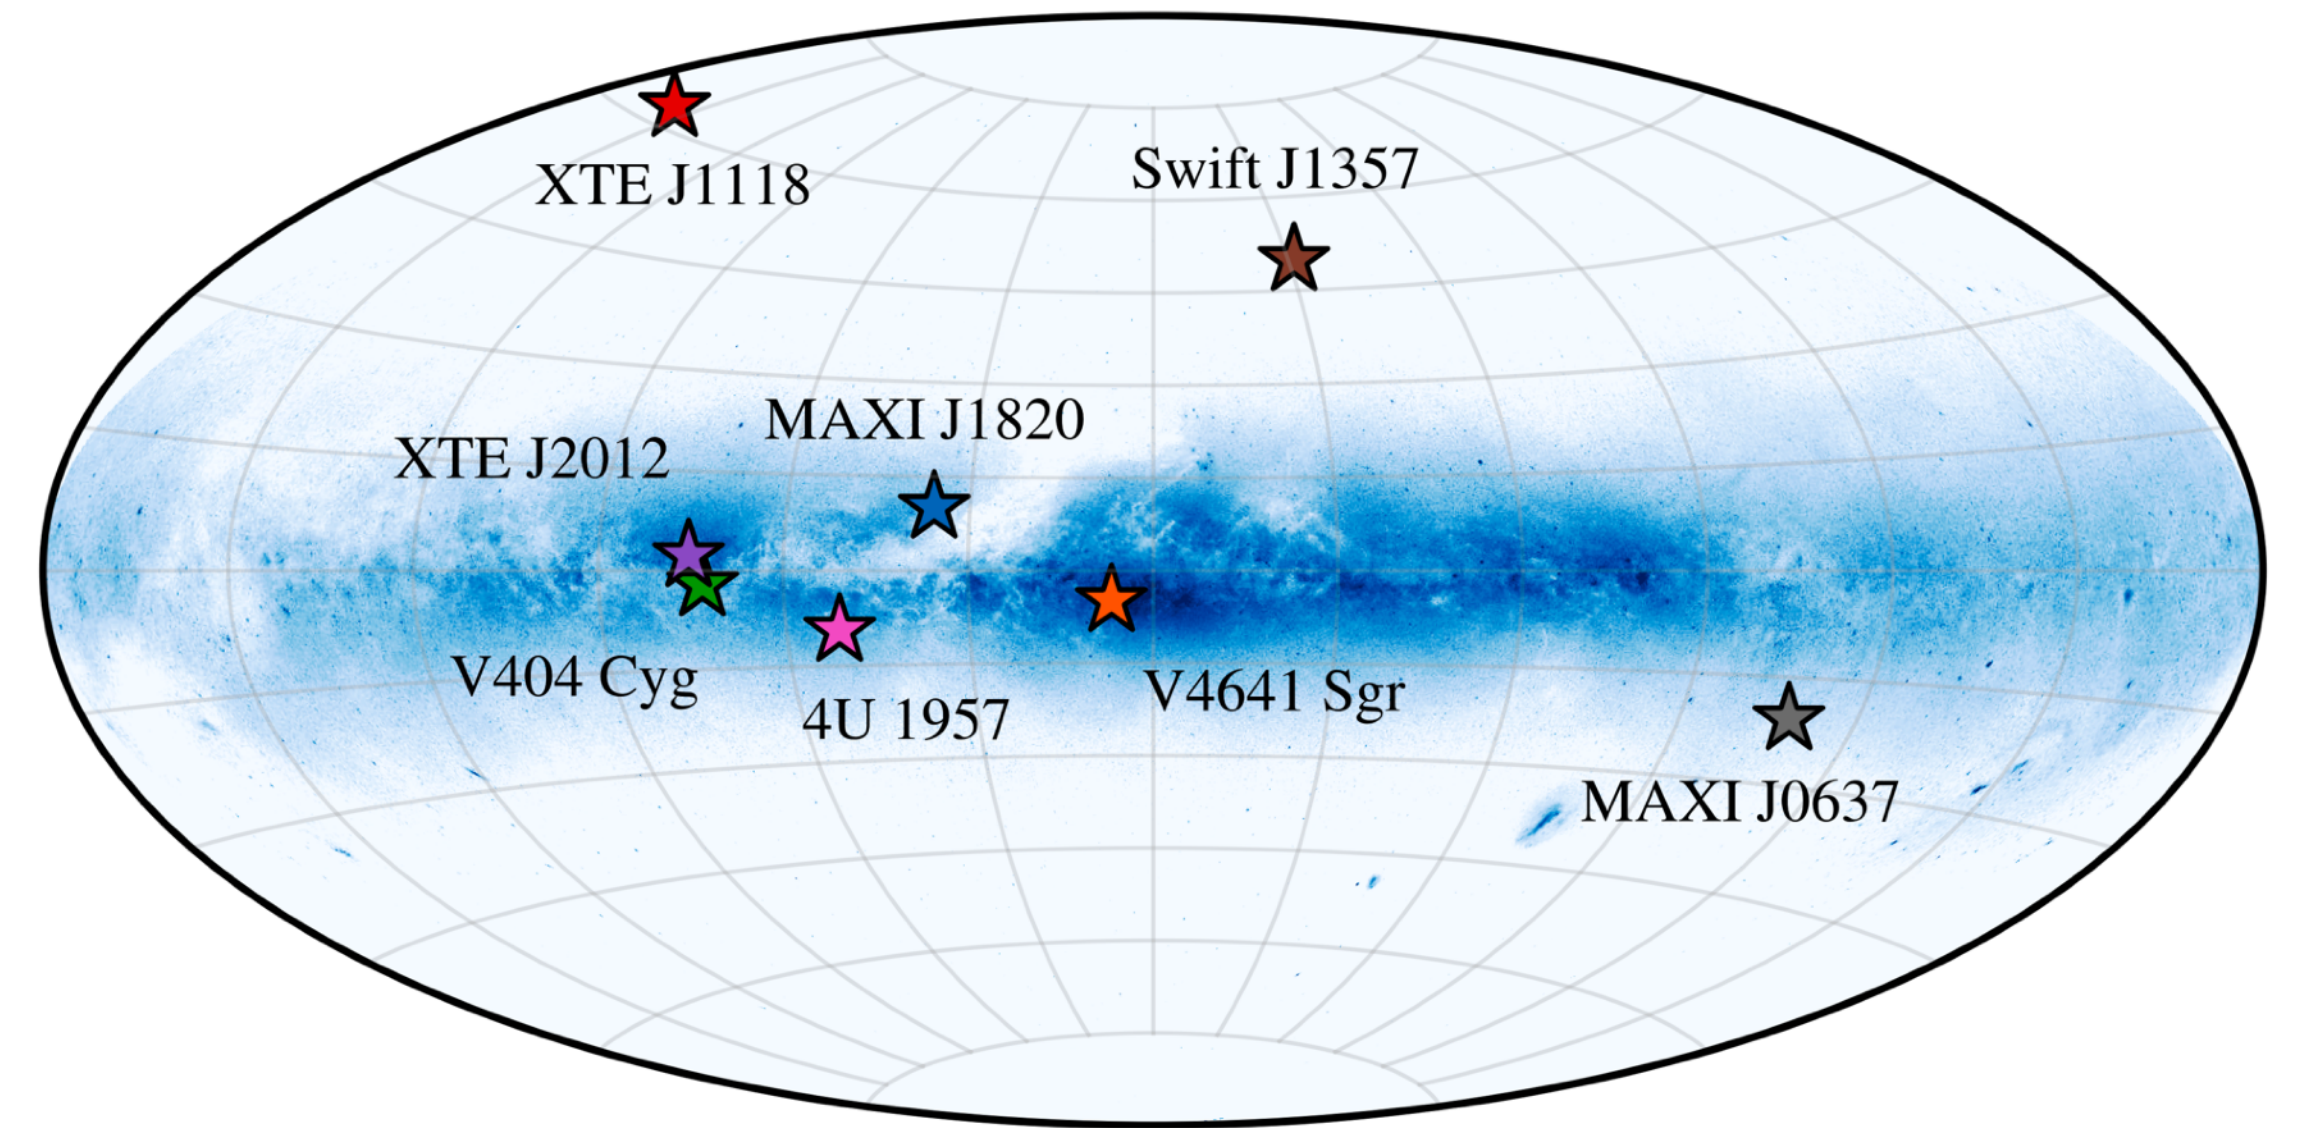 XTE J1118
Swift J1357
MAXI J1820
XTE J2012
V404 Cyg
4U 1957
V4641 Sgr
MAXI J0637